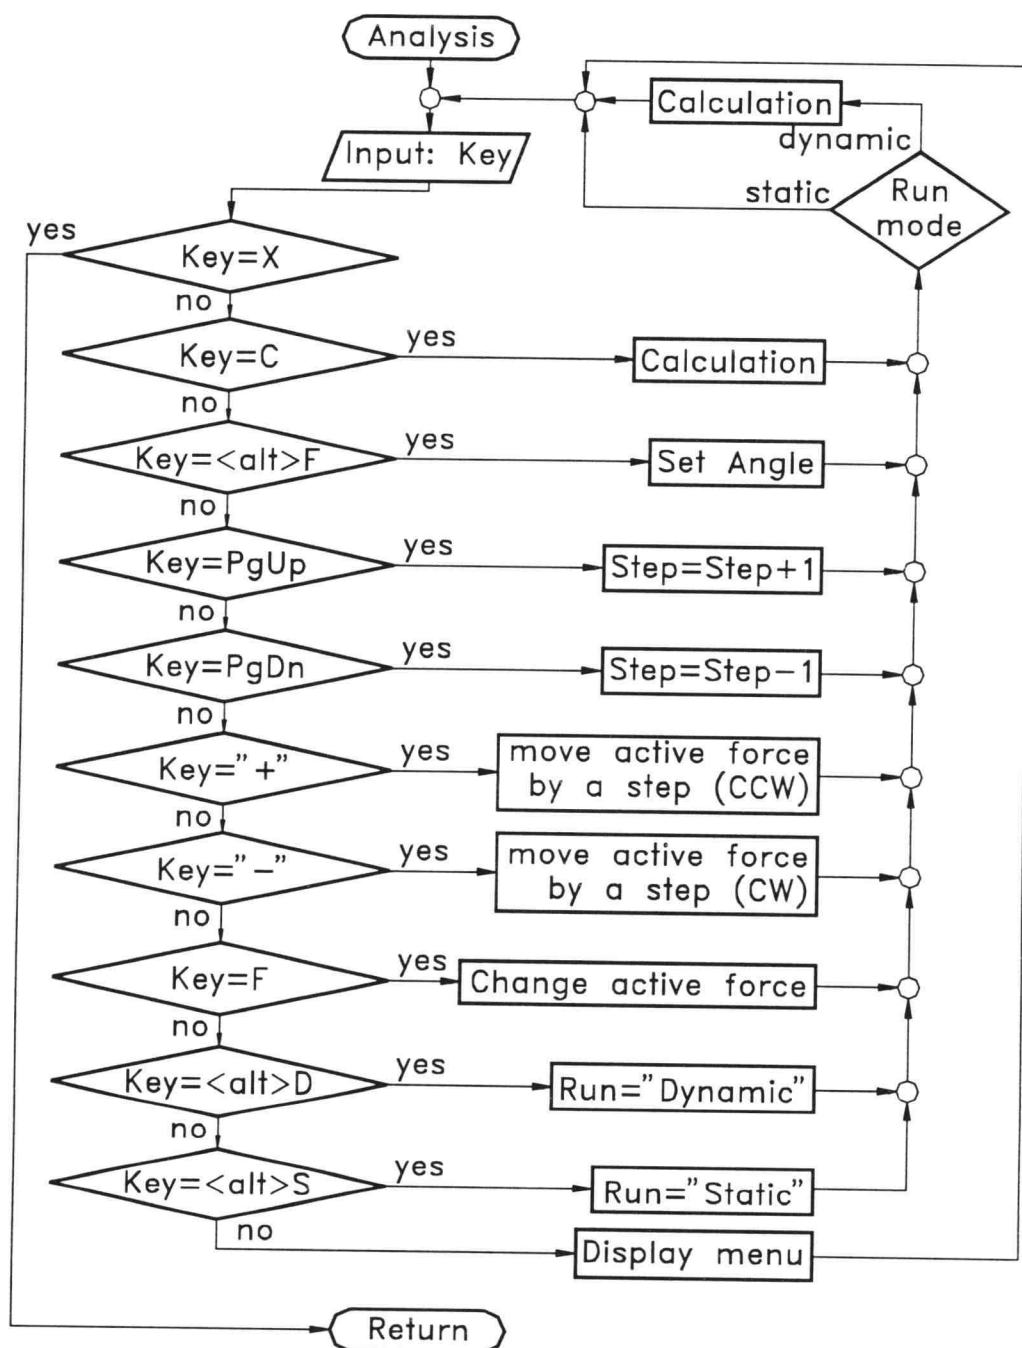 Analysis
Calculation
dynamic
Input: Key
static
Run
mode
yes
Key=X
no
Key=C
yes
Calculation
no
Key=<alt>F
yes
Set Angle
no
Key=PgUp
yes
Step=Step+1
no
Key=PgDn
yes
Step=Step-1
no
Key="+"
yes
move active force
by a step (CCW)
no
Key="-"
yes
move active force
by a step (CW)
no
Key=F
yes
Change active force
no
Key=<alt>D
yes
Run="Dynamic"
no
Key=<alt>S
yes
Run="Static"
no
Display menu
Return